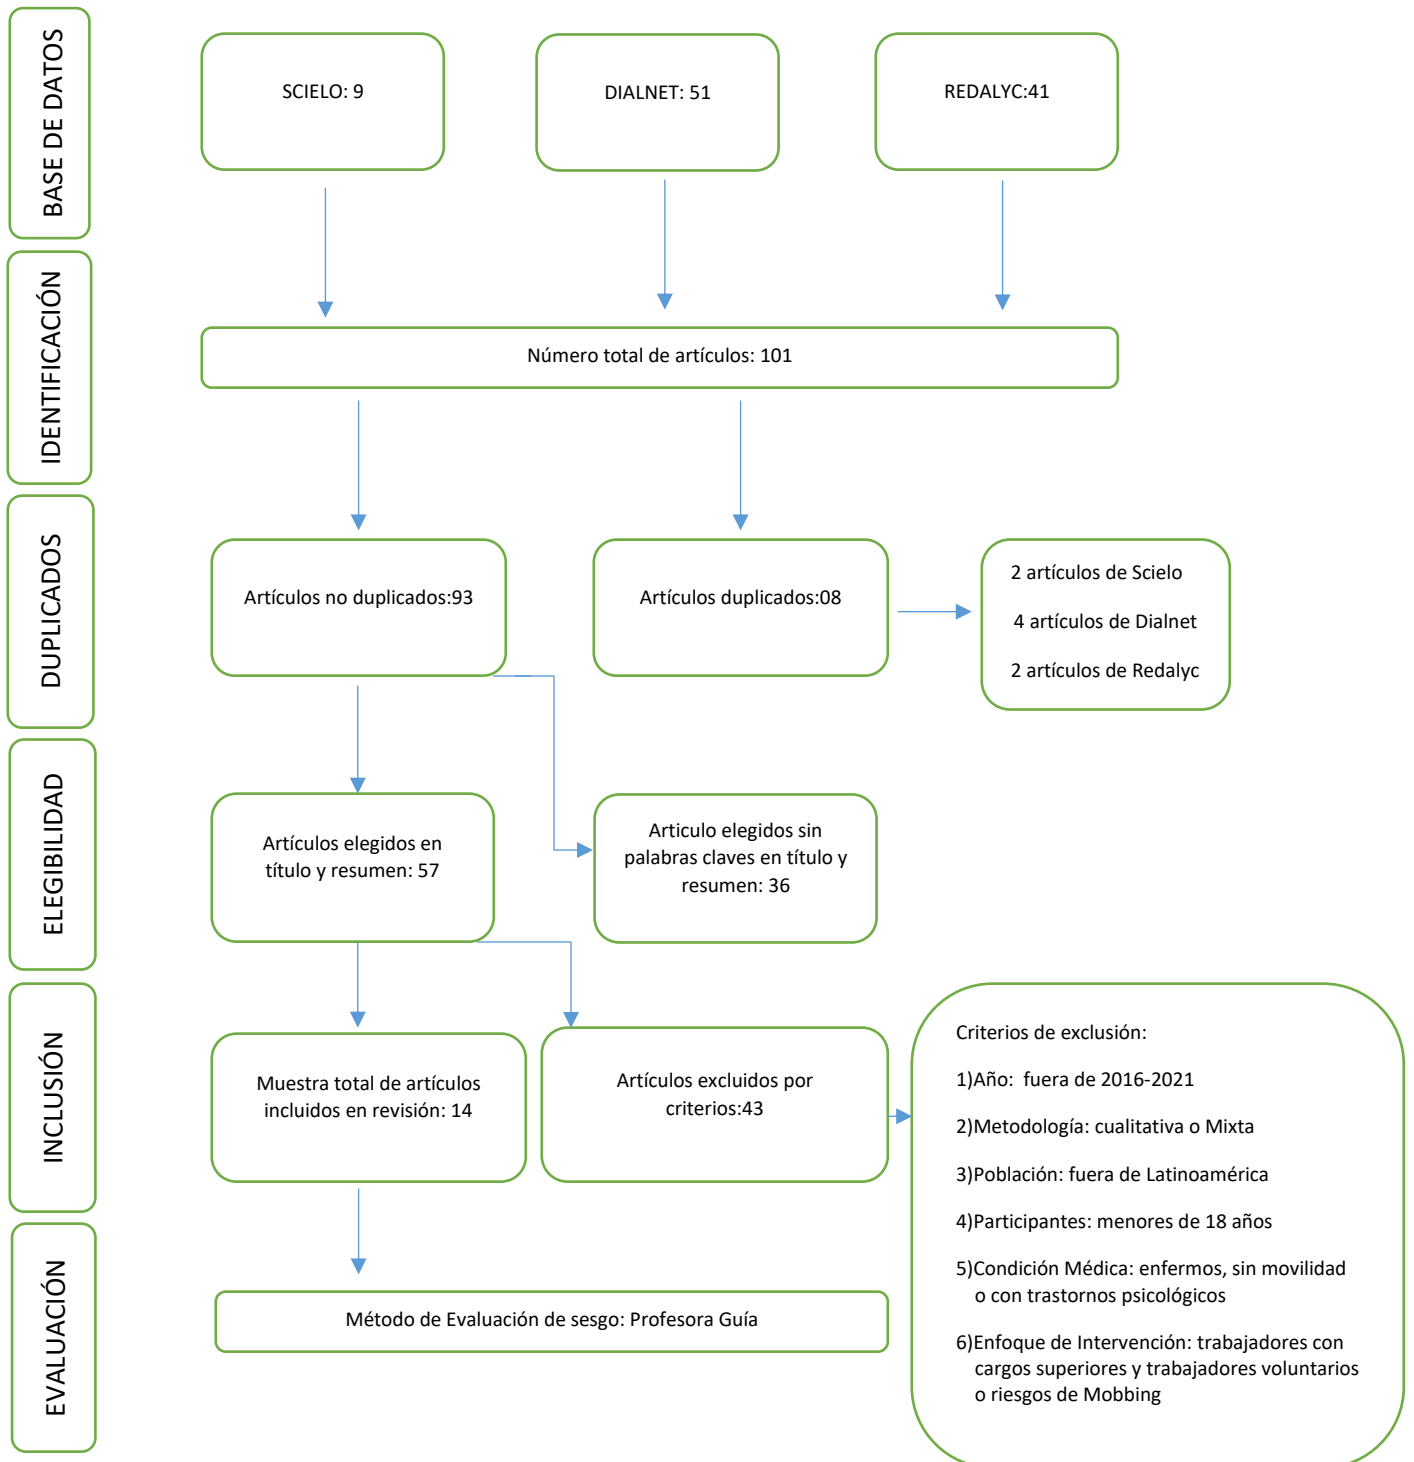 BASE DE DATOS
SCIELO: 9
DIALNET: 51
REDALYC:41
IDENTIFICACIÓN
Número total de artículos: 101
DUPLICADOS
Artículos no duplicados:93
Artículos duplicados:08
2 artículos de Scielo
4 artículos de Dialnet
2 artículos de Redalyc
ELEGIBILIDAD
Artículos elegidos en
título y resumen: 57
Articulo elegidos sin
palabras claves en título y
resumen: 36
INCLUSIÓN
Muestra total de artículos
incluidos en revisión: 14
Artículos excluidos por
criterios:43
Criterios de exclusión:
1)Año: fuera de 2016-2021
2)Metodología: cualitativa o Mixta
3)Población: fuera de Latinoamérica
4)Participantes: menores de 18 años
5)Condición Médica: enfermos, sin movilidad
o con trastornos psicológicos
6)Enfoque de Intervención: trabajadores con
cargos superiores y trabajadores voluntarios
o riesgos de Mobbing
EVALUACIÓN
Método de Evaluación de sesgo: Profesora Guía